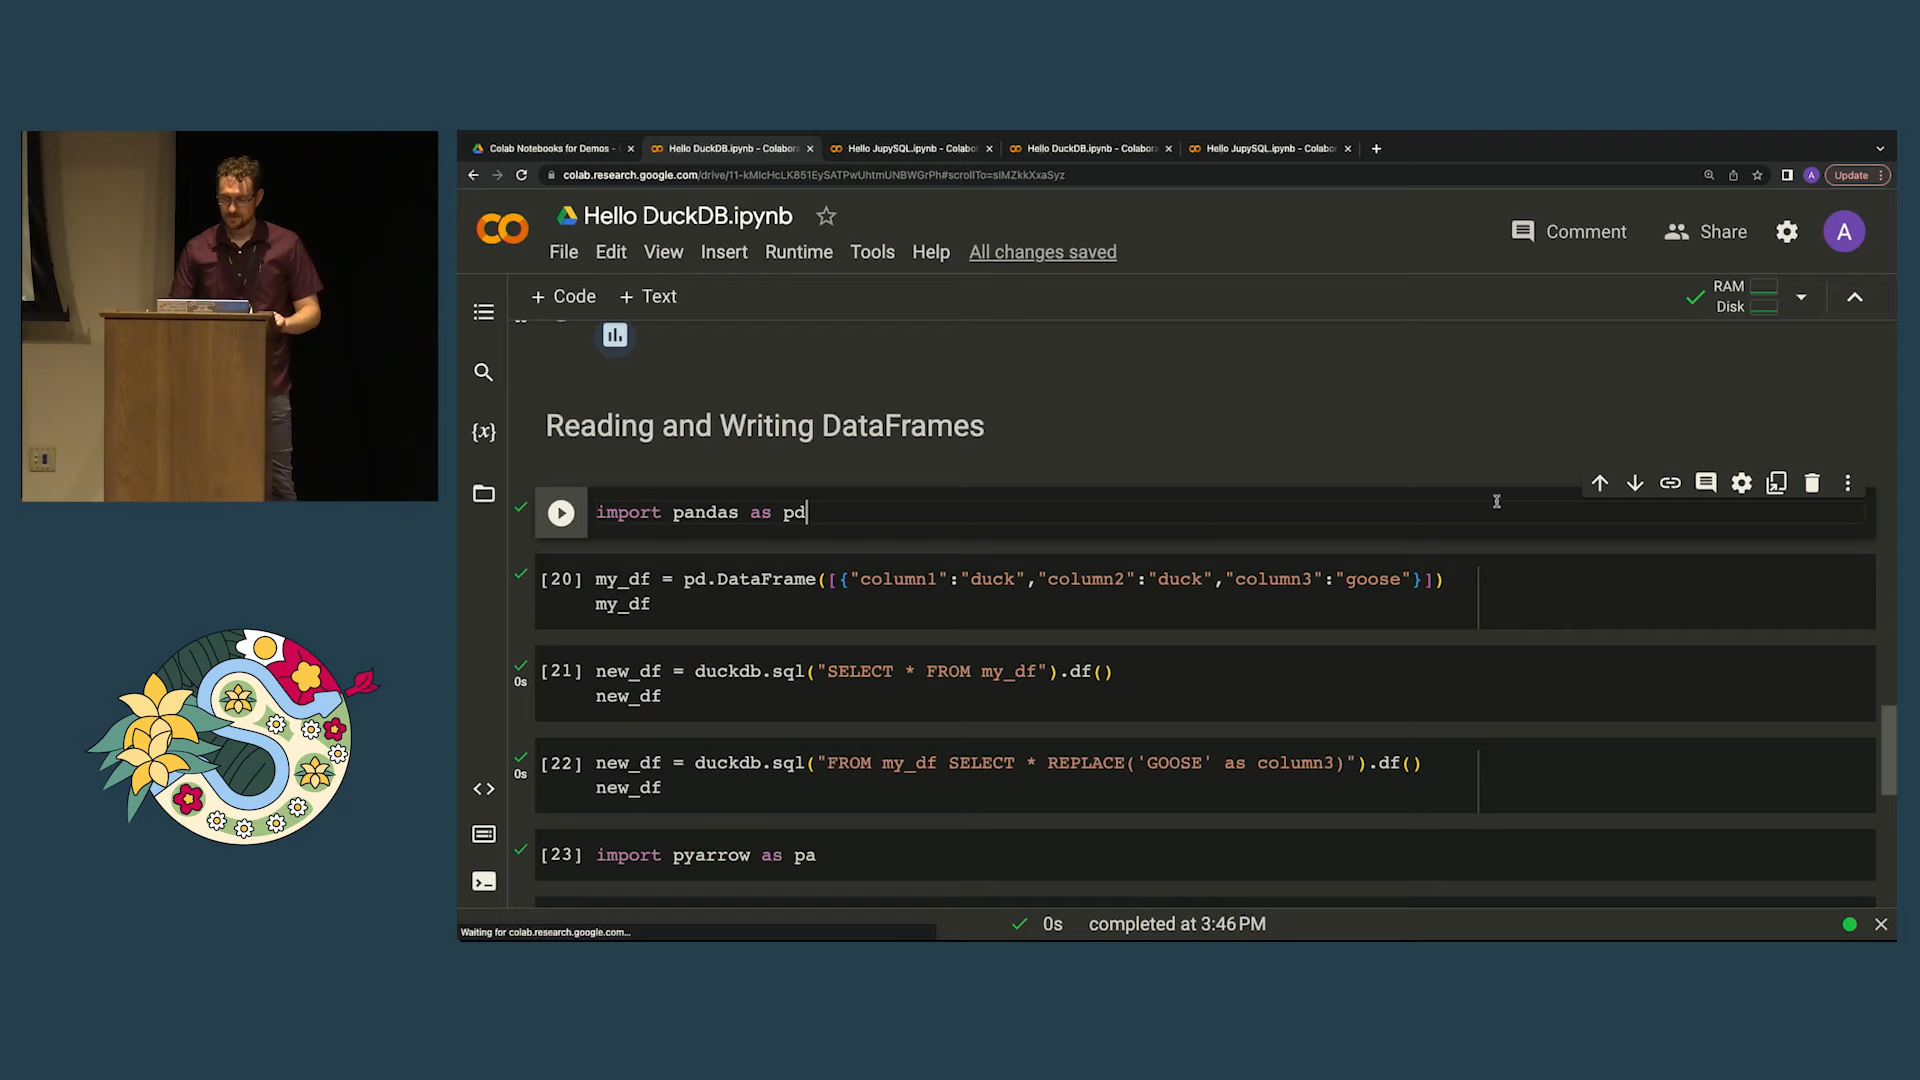 Colab Notebooks for Demos -
Hello DuckDB.ipynb - Colabora
Hello JupySQL.ipynb - Colabo
Hello DuckDB.ipynb - Colabora
Hello JupySQL.ipynb - Colabo
colab.research.google.com/drive/11-kMlcHcLK851EySATPwUhtmUNBWGrPh#scrollTo=slMZkkXxaSyz
A
Update
Hello DuckDB.ipynb
File Edit View Insert Runtime Tools Help All changes saved
Comment
Share
A
+ Code + Text
RAM
Disk
{x}
Reading and Writing DataFrames
import pandas as pd
[20] my_df = pd.DataFrame([{"column1":"duck","column2":"duck","column3":"goose"}])
my_df
[21] new_df = duckdb.sql("SELECT * FROM my_df").df()
0s
new_df
[22] new_df = duckdb.sql("FROM my_df SELECT * REPLACE('GOOSE' as column3)").df()
0s
new_df
[23] import pyarrow as pa
0s completed at 3:46 PM
Waiting for colab.research.google.com...